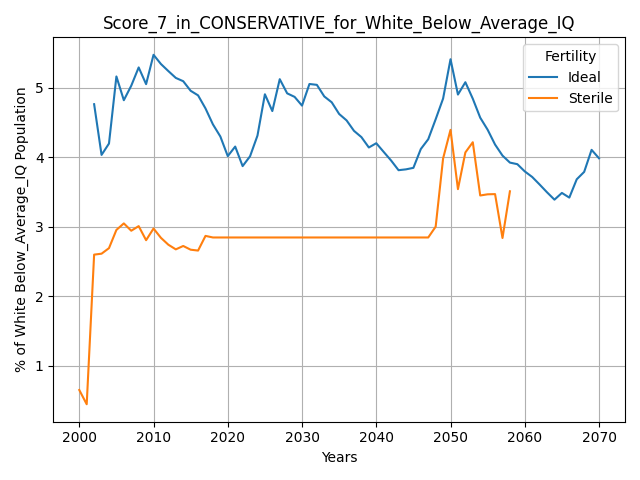 Score_7_in_CONSERVATIVE_for_White_Below_Average_IQ
% of White Below_Average_IQ Population
5
4
3
2
1
Fertility
Ideal
Sterile
2000 2010 2020 2030 2040 2050 2060 2070
Years